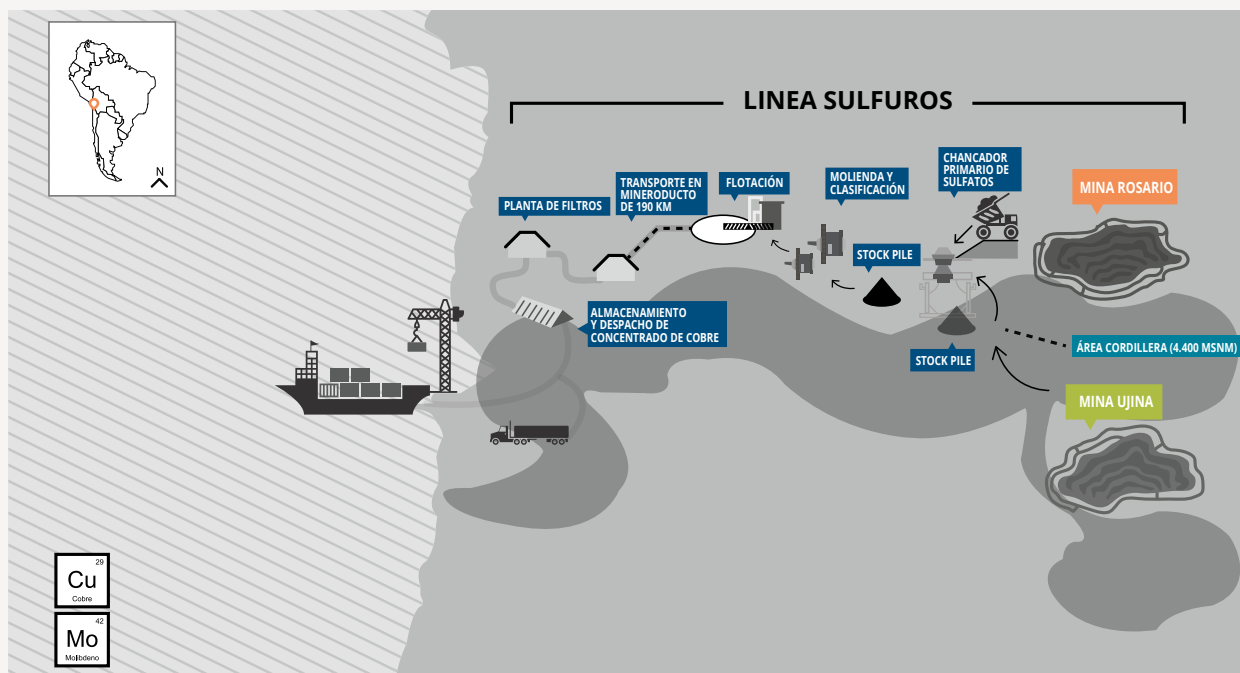 N
LINEA SULFUROS
CHANCADOR
PRIMARIO DE
SULFATOS
MINA ROSARIO
MOLIENDA Y
CLASIFICACIÓN
FLOTACIÓN
TRANSPORTE EN
MINERODUCTO
DE 190 KM
PLANTA DE FILTROS
STOCK PILE
ALMACENAMIENTO
Y DESPACHO DE
CONCENTRADO DE COBRE
STOCK PILE
ÁREA CORDILLERA (4.400 MSNM)
MINA UJINA
29
Cu
Cobre
42
Mo
Molibdeno